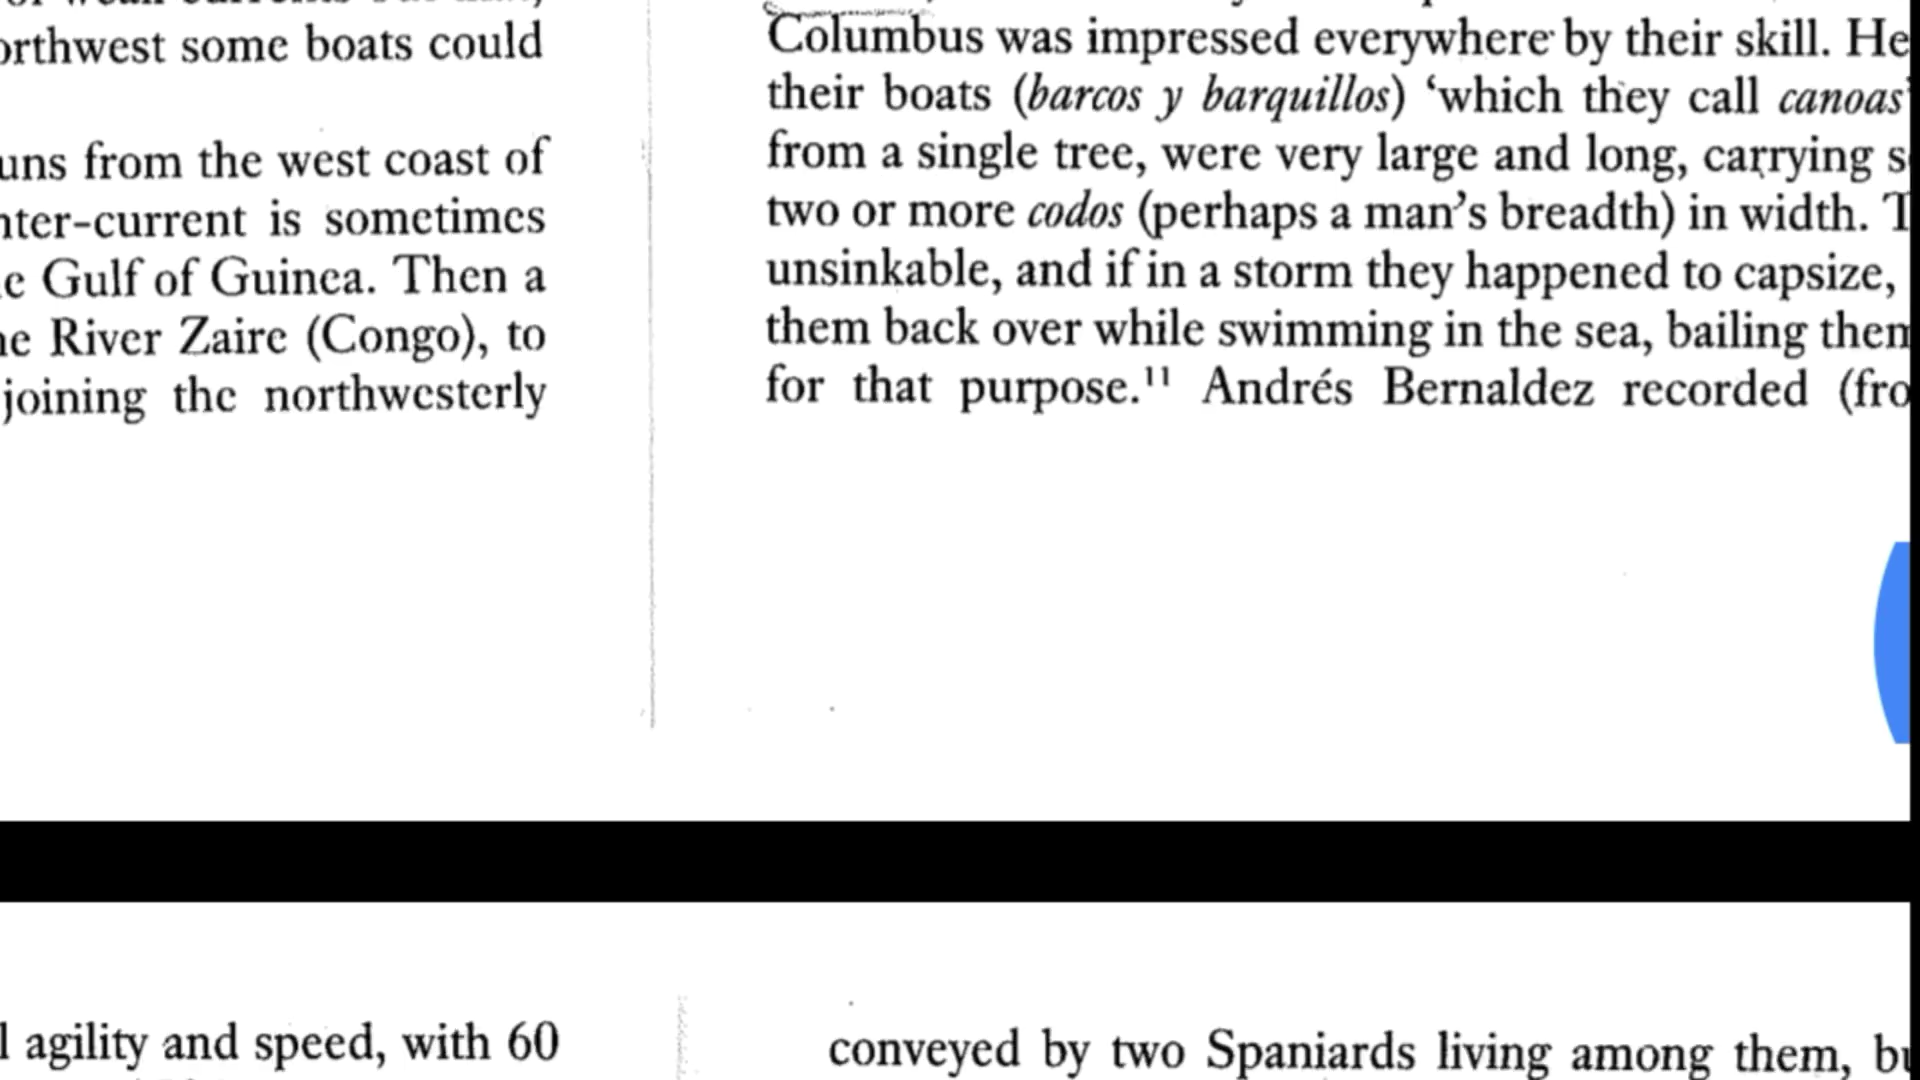 orthwest some boats could
uns from the west coast of
nter-current is sometimes
e Gulf of Guinea. Then a
he River Zaire (Congo), to
joining the northwesterly
Columbus was impressed everywhere by their skill. He
their boats (barcos y barquillos) ‘which they call canoas’
from a single tree, were very large and long, carrying s
two or more codos (perhaps a man’s breadth) in width. T
unsinkable, and if in a storm they happened to capsize,
them back over while swimming in the sea, bailing them
for that purpose.¹¹ Andrés Bernaldez recorded (fro
l agility and speed, with 60
conveyed by two Spaniards living among them, bu